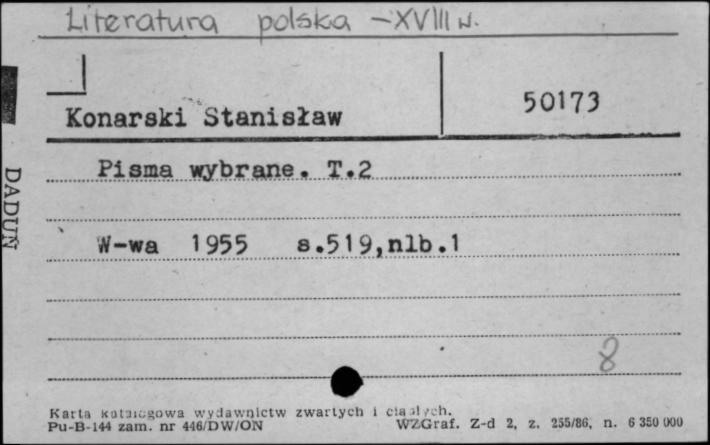 Literatura polska - XVIII w.
50173
Konarski Stanisław
Pisma wybrane. T.2
DADUŃ
W-wa 1955 s.519,nlb.1
8
Karta katalogowa wydawnictw zwartych i ciągłych.
Pu-B-144 zam. nr 446/DW/ON WZGraf. Z-d 2, z. 255/86, n. 6 350 000